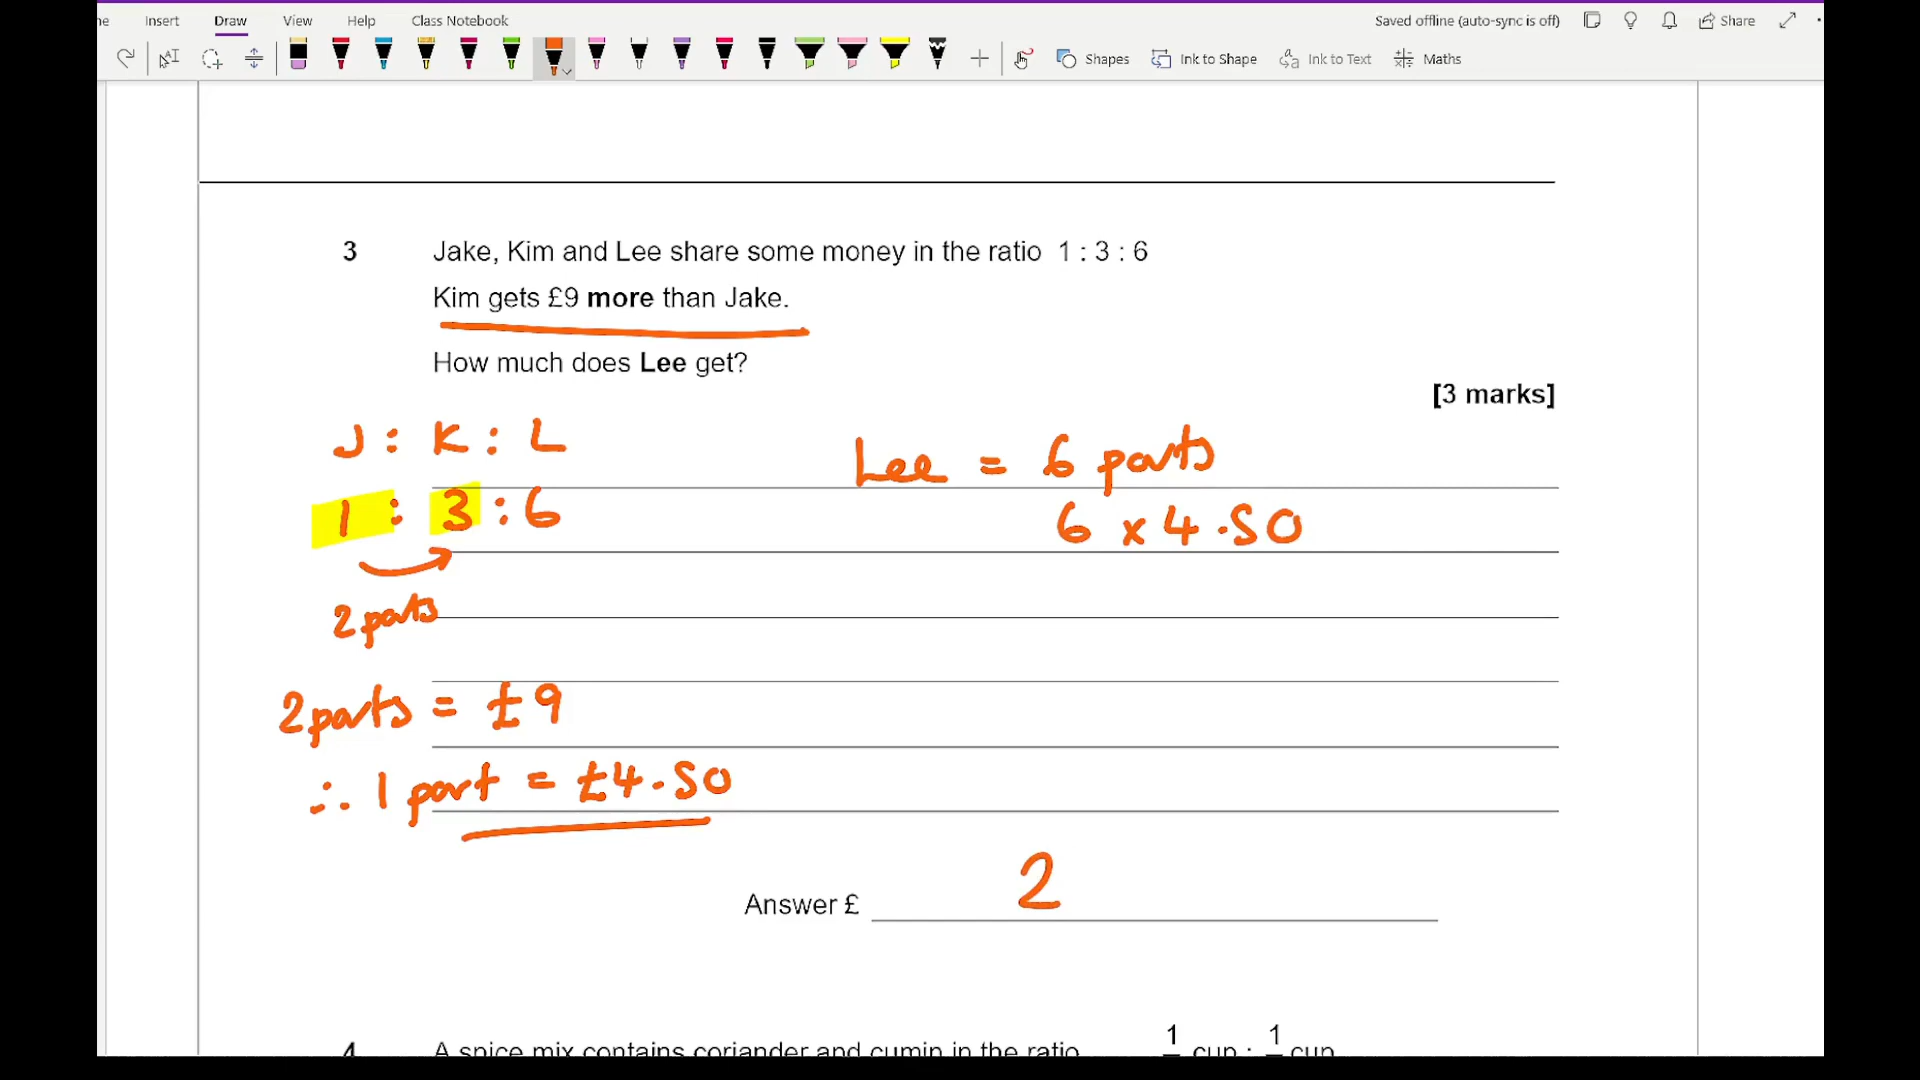 Insert Draw View Help Class Notebook Saved offline (auto-sync is off) Share
Shapes Ink to Shape Ink to Text Maths
3 Jake, Kim and Lee share some money in the ratio 1 : 3 : 6
Kim gets £9 more than Jake.
How much does Lee get?
[3 marks]
J : K : L
1 : 3 : 6
2 parts
2 parts = £9
∴ 1 part = £4.50
Lee = 6 parts
6 x 4.50
Answer £ 2
4 A spice mix contains coriander and cumin in the ratio 1 cup : 1 cup